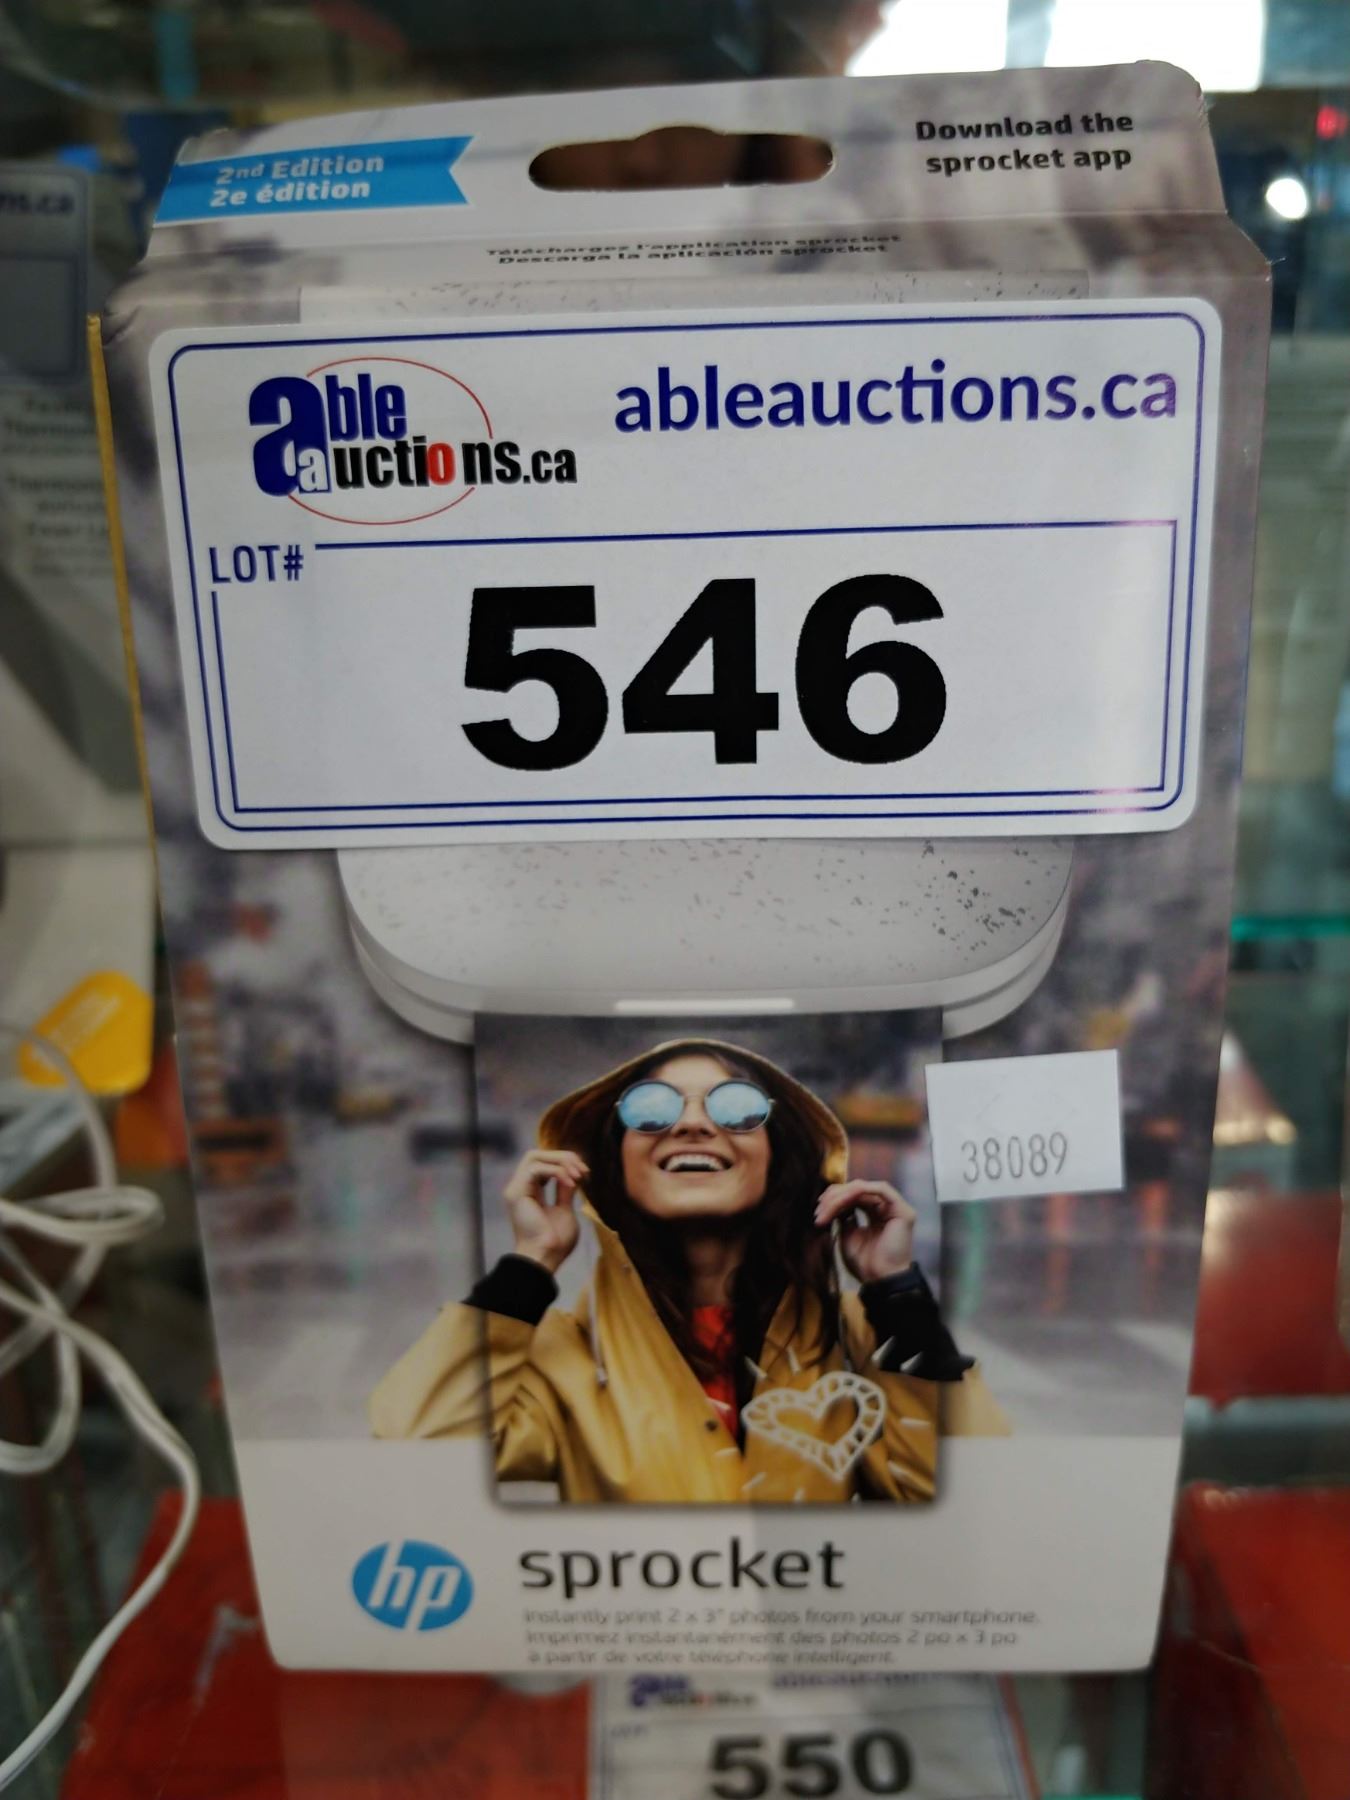 2nd Edition
2e édition
Download the
sprocket app
Téléchargez l'application sprocket
Descarga la aplicación sprocket
able
auctions.ca
ableauctions.ca
LOT#
546
38089
hp
sprocket
Instantly print 2 x 3" photos from your smartphone.
Imprimez instantanément des photos 2 po x 3 po
à partir de votre téléphone intelligent.
550